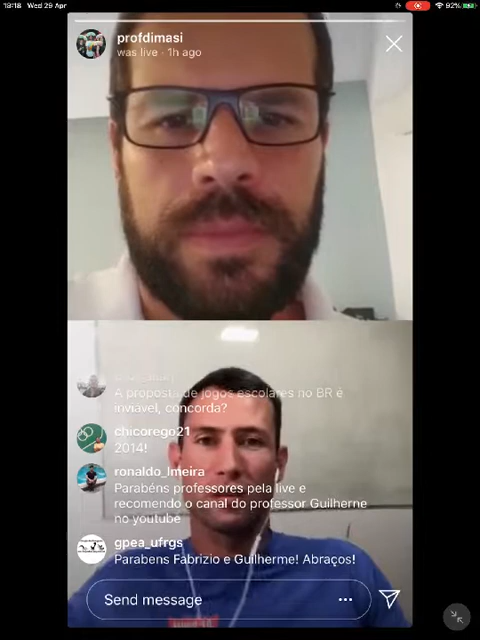 19:18 Wed 29 Apr
92%
profdimasi
was live · 1h ago
A proposta de jogos escolares no BR é
inviável, concorda?
chicorego21
2014!
ronaldo_lmeira
Parabéns professores pela live e
recomendo o canal do professor Guilherne
no youtube
gpea_ufrgs
Parabens Fabrizio e Guilherme! Abraços!
Send message